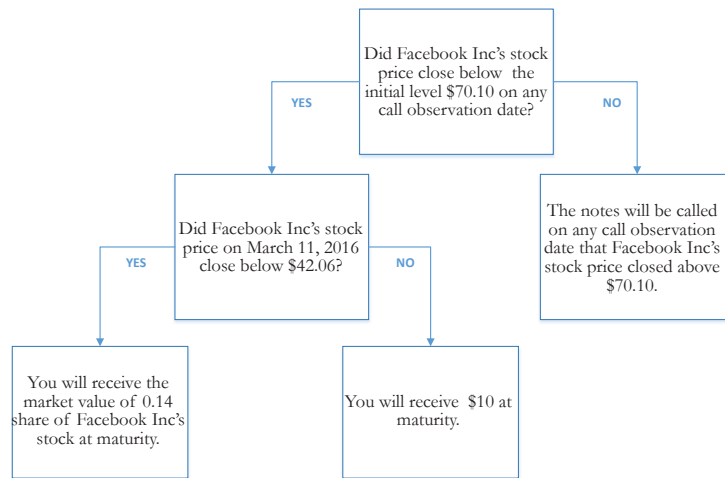 Did Facebook Inc's stock
price close below the
initial level $70.10 on any
call observation date?
YES
NO
Did Facebook Inc's stock
price on March 11, 2016
close below $42.06?
The notes will be called
on any call observation
date that Facebook Inc's
stock price closed above
$70.10.
YES
NO
You will receive the
market value of 0.14
share of Facebook Inc's
stock at maturity.
You will receive $10 at
maturity.